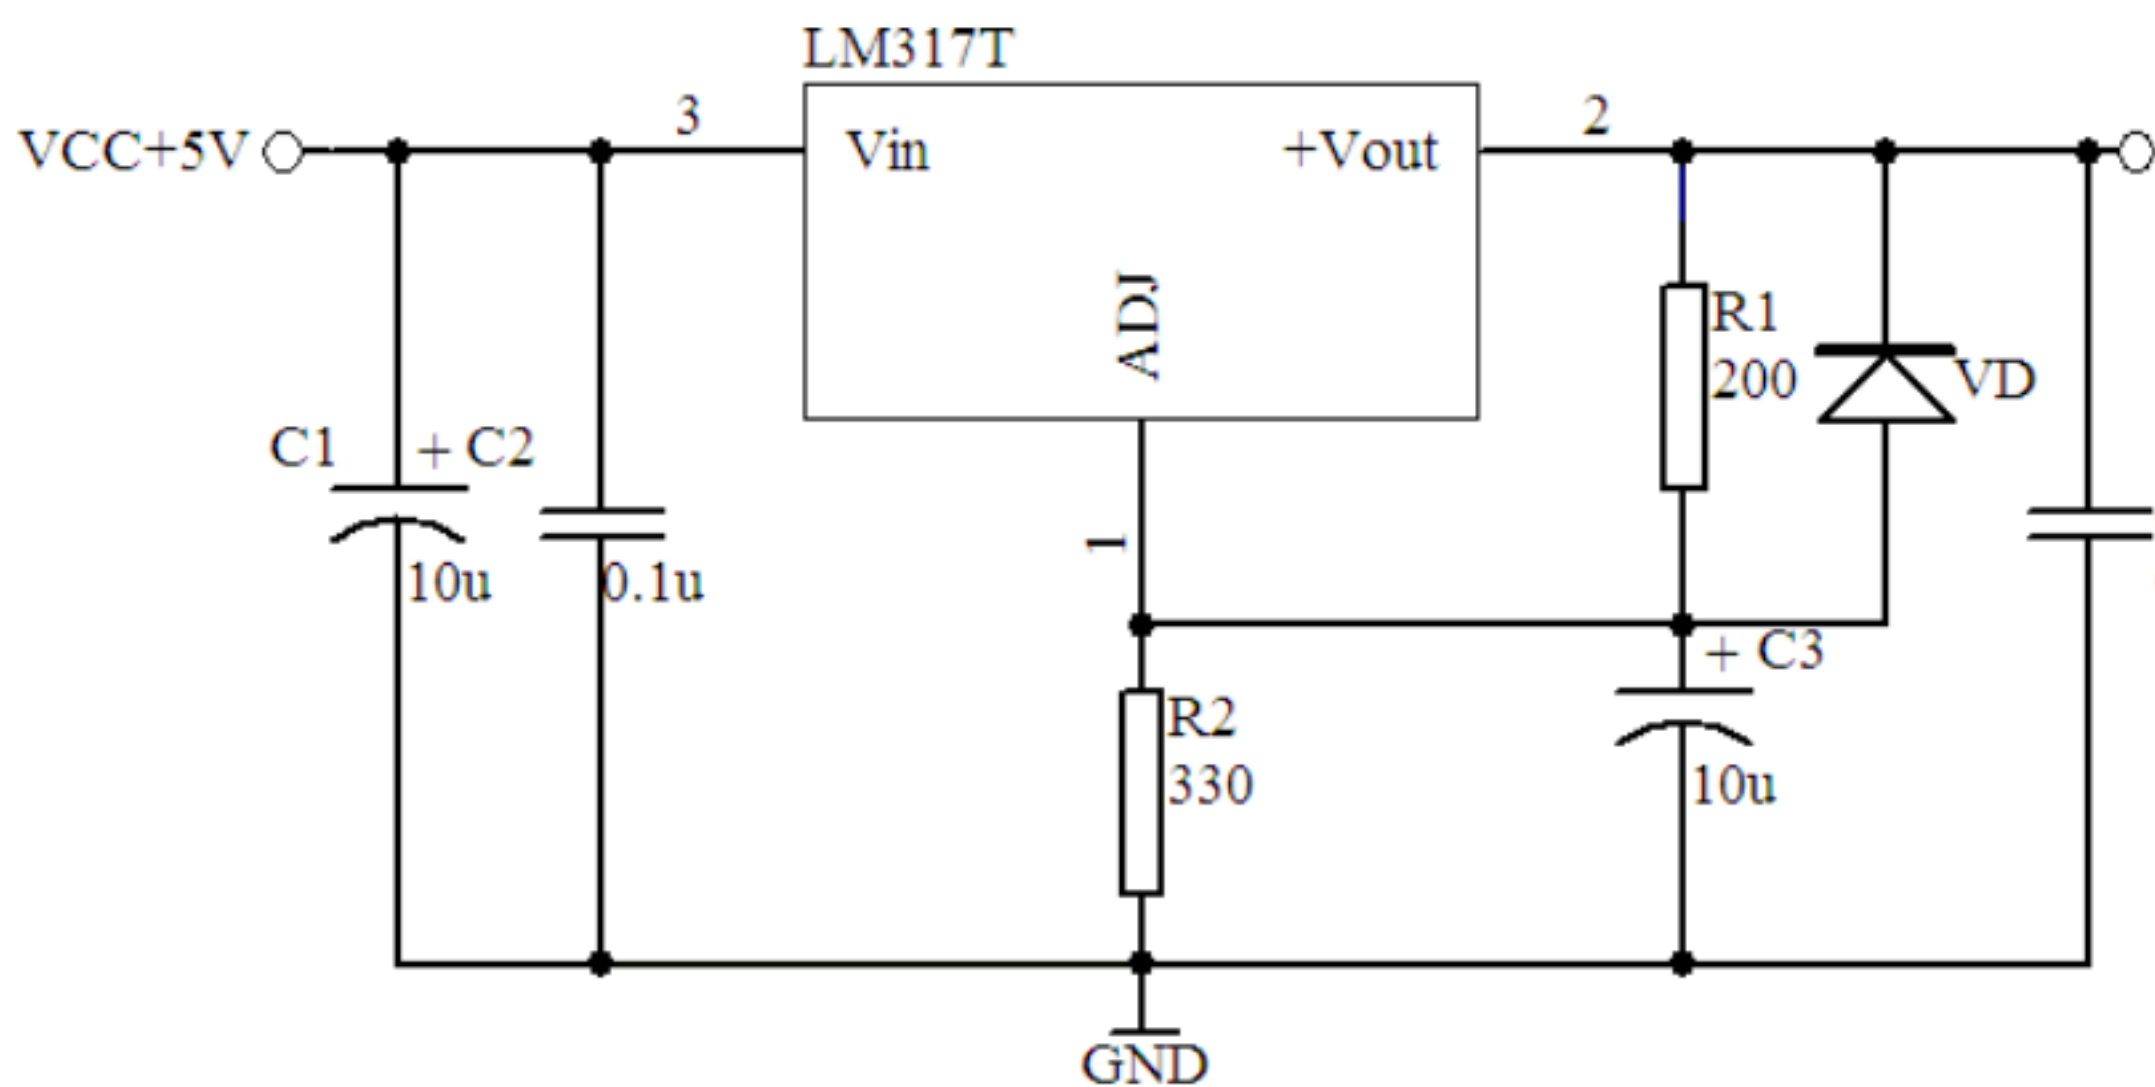 LM317T
VCC+5V
3
Vin
+Vout
2
ADJ
R1
200
VD
C1
+ C2
10u
0.1u
1
+ C3
10u
R2
330
GND